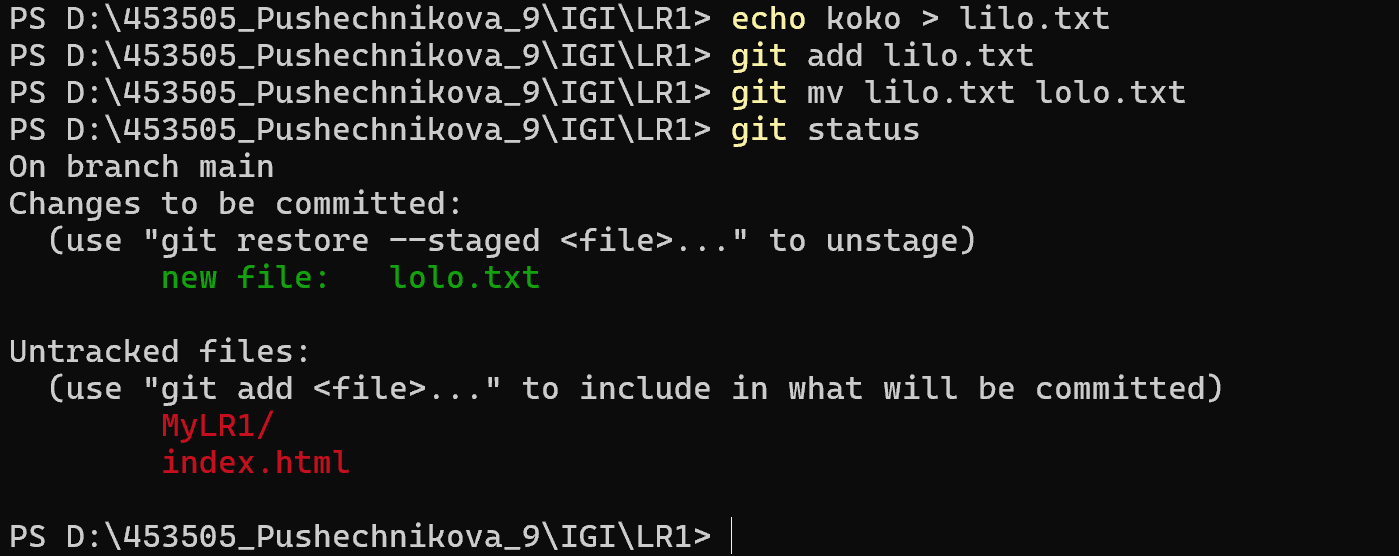 PS D:\453505_Pushechnikova_9\IGI\LR1> echo koko > lilo.txt
PS D:\453505_Pushechnikova_9\IGI\LR1> git add lilo.txt
PS D:\453505_Pushechnikova_9\IGI\LR1> git mv lilo.txt lolo.txt
PS D:\453505_Pushechnikova_9\IGI\LR1> git status
On branch main
Changes to be committed:
  (use "git restore --staged <file>..." to unstage)
        new file:   lolo.txt

Untracked files:
  (use "git add <file>..." to include in what will be committed)
        MyLR1/
        index.html

PS D:\453505_Pushechnikova_9\IGI\LR1>